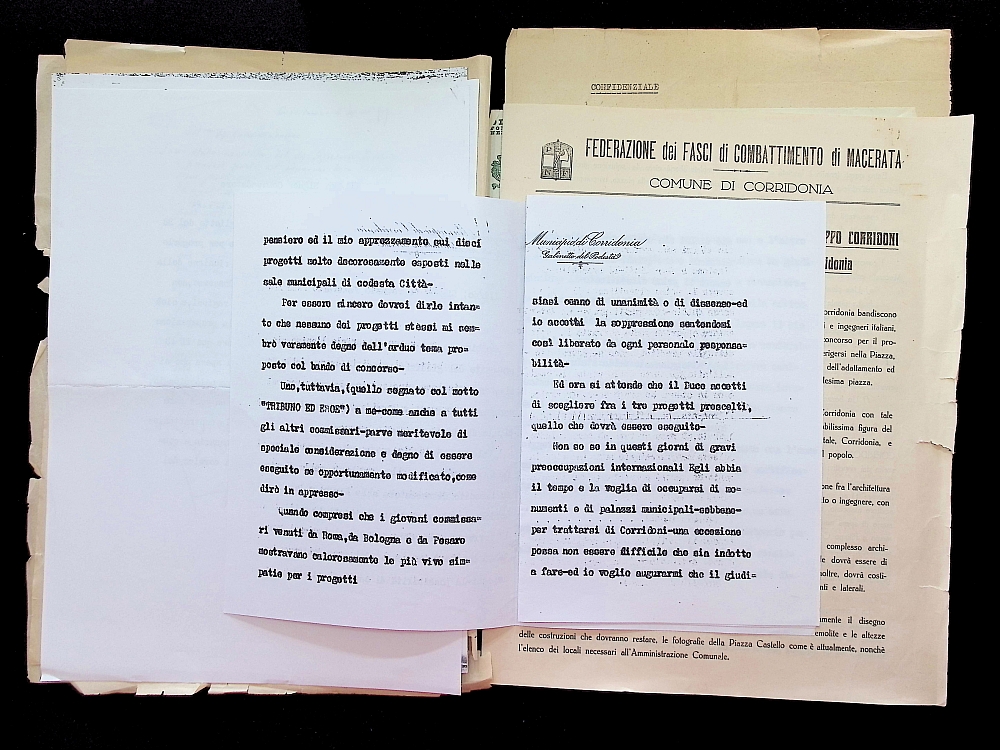 CONFIDENZIALE
FEDERAZIONE dei FASCI di COMBATTIMENTO di MACERATA
COMUNE DI CORRIDONIA
PPO CORRIDONI
idonia
pensiero ed il mio apprezzamento sui dieci
progetti molto decorosamente esposti nelle
sale municipali di codesta Città-
Per essere sincero dovrei dirle intan=
to che nessuno dei progetti stessi mi sem=
brò veramente degno dell'arduo tema pro=
posto col bando di concorso-
Uno,tuttavia,(quello segnato col motto
"TRIBUNO ED EROE") a me-come anche a tutti
gli altri commissari-parve meritevole di
speciale considerazione e degno di essere
eseguito se opportunamente modificato,come
dirò in appresso-
Quando compresi che i giovani commissa=
ri venuti da Roma,da Bologna e da Pesaro
mostravano calorosamente le più vive sim=
patie per i progetti
Municipio di Corridonia
Gabinetto del Podestà
siasi cenno di unanimità o di dissenso-ed
io accetti la soppressione sentendomi
così liberato da ogni personale responsa=
bilità-
Ed ora si attende che il Duce accetti
di scegliere fra i tre progetti prescelti,
quello che dovrà essere eseguito-
Non so se in questi giorni di gravi
preoccupazioni internazionali Egli abbia
il tempo e la voglia di occuparsi di mo=
numenti e di palazzi municipali-sebbene-
per trattarsi di Corridoni-una eccezione
possa non essere difficile che sia indotto
a fare-ed io voglio augurarmi che il giudi=
orridonia bandiscono
i e ingegneri italiani,
oncorso per il pro-
rigersi nella Piazza,
dell'adattamento ed
desima piazza.
Corridonia con tale
obilissima figura del
tale, Corridonia, e
l popolo.
one fra l'architettura
lo o ingegnere, con
complesso archi-
le dovrà essere di
noltre, dovrà costi-
nti e laterali.
mente il disegno
emolite e le altezze
delle costruzioni che dovranno restare, le fotografie della Piazza Castello come è attualmente, nonchè
l'elenco dei locali necessari all'Amministrazione Comunale.